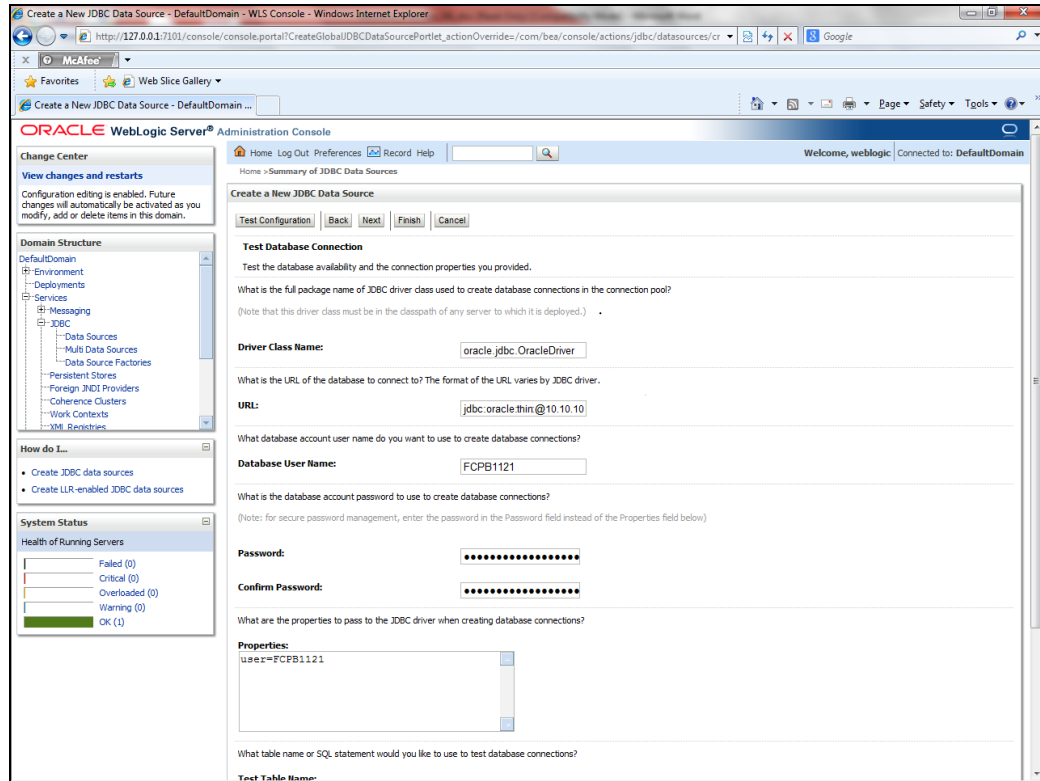 Create a New JDBC Data Source - DefaultDomain - WLS Console - Windows Internet Explorer
http://127.0.0.1:7101/console/console.portal?CreateGlobalJDBCDataSourcePortlet_actionOverride=/com/bea/console/actions/jdbc/datasources/cr
Google
x McAfee
Favorites Web Slice Gallery
Create a New JDBC Data Source - DefaultDomain ...
Page Safety Tools
ORACLE WebLogic Server® Administration Console
Change Center
View changes and restarts
Configuration editing is enabled. Future
changes will automatically be activated as you
modify, add or delete items in this domain.
Domain Structure
DefaultDomain
Environment
Deployments
Services
Messaging
JDBC
Data Sources
Multi Data Sources
Data Source Factories
Persistent Stores
Foreign JNDI Providers
Coherence Clusters
Work Contexts
XML Registries
How do I...
Create JDBC data sources
Create LLR-enabled JDBC data sources
System Status
Health of Running Servers
Failed (0)
Critical (0)
Overloaded (0)
Warning (0)
OK (1)
Home Log Out Preferences Record Help
Welcome, weblogic Connected to: DefaultDomain
Home >Summary of JDBC Data Sources
Create a New JDBC Data Source
Test Configuration Back Next Finish Cancel
Test Database Connection
Test the database availability and the connection properties you provided.
What is the full package name of JDBC driver class used to create database connections in the connection pool?
(Note that this driver class must be in the classpath of any server to which it is deployed.) .
Driver Class Name: oracle.jdbc.OracleDriver
What is the URL of the database to connect to? The format of the URL varies by JDBC driver.
URL: jdbc:oracle:thin:@10.10.10
What database account user name do you want to use to create database connections?
Database User Name: FCPB1121
What is the database account password to use to create database connections?
(Note: for secure password management, enter the password in the Password field instead of the Properties field below)
Password: ●●●●●●●●●●●●●●●●●●
Confirm Password: ●●●●●●●●●●●●●●●●●●
What are the properties to pass to the JDBC driver when creating database connections?
Properties:
user=FCPB1121
What table name or SQL statement would you like to use to test database connections?
Test Table Name: